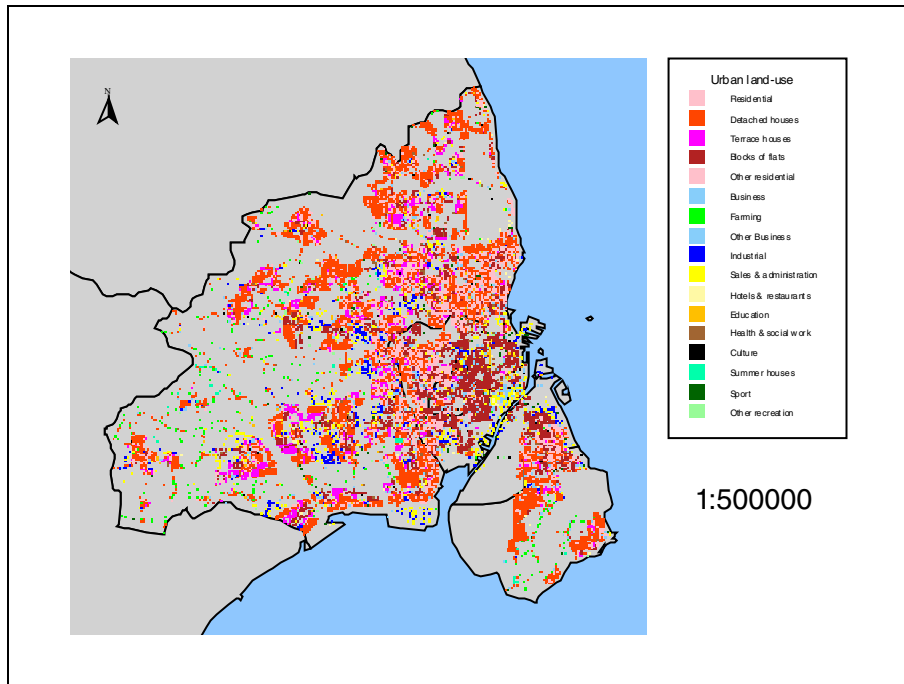 N
Urban land-use
Residential
Detached houses
Terrace houses
Blocks of flats
Other residential
Business
Farming
Other Business
Industrial
Sales & administration
Hotels & restaurants
Education
Health & social work
Culture
Summer houses
Sport
Other recreation
1:500000